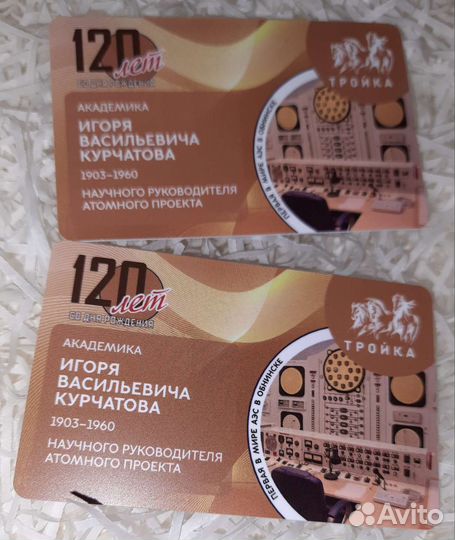 120 лет
СО ДНЯ РОЖДЕНИЯ
АКАДЕМИКА
ИГОРЯ
ВАСИЛЬЕВИЧА
КУРЧАТОВА
1903–1960
НАУЧНОГО РУКОВОДИТЕЛЯ
АТОМНОГО ПРОЕКТА
ТРОЙКА
ПЕРВАЯ В МИРЕ АЭС В ОБНИНСКЕ
120 лет
СО ДНЯ РОЖДЕНИЯ
АКАДЕМИКА
ИГОРЯ
ВАСИЛЬЕВИЧА
КУРЧАТОВА
1903–1960
НАУЧНОГО РУКОВОДИТЕЛЯ
АТОМНОГО ПРОЕКТА
ТРОЙКА
ПЕРВАЯ В МИРЕ АЭС В ОБНИНСКЕ
Avito